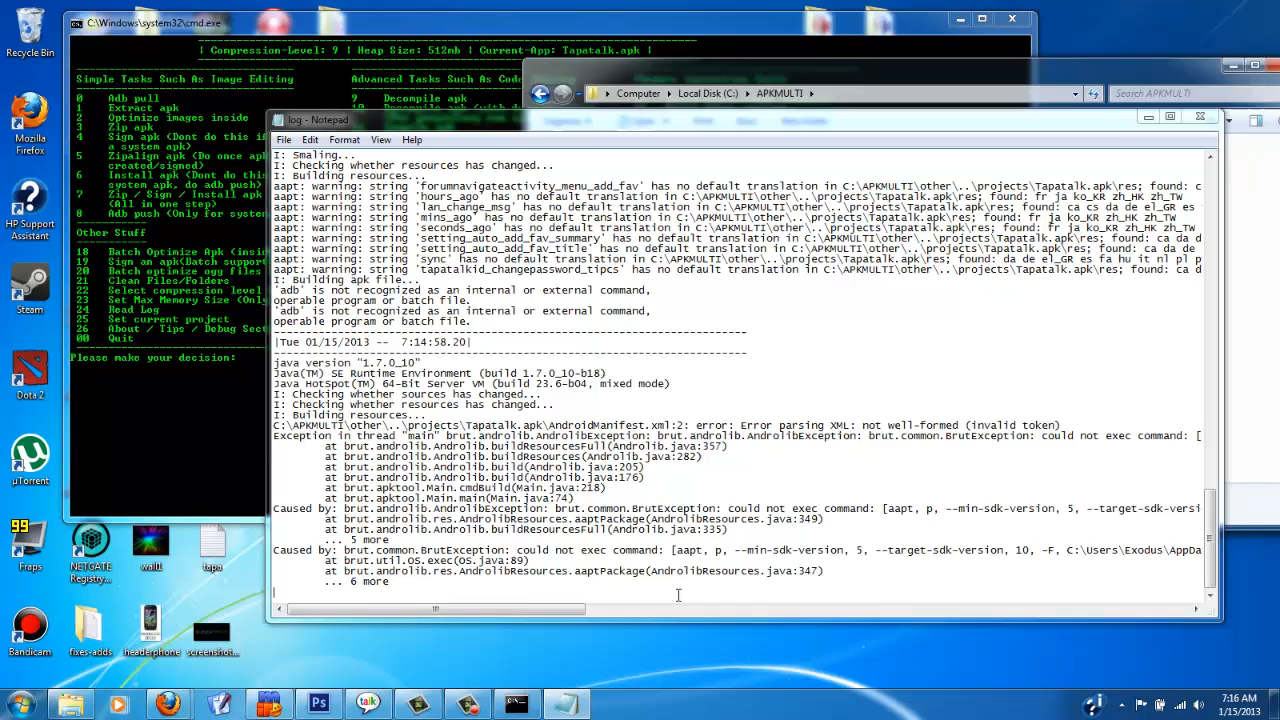 Recycle Bin
Mozilla
Firefox
HP Support
Assistant
Steam
Dota 2
µTorrent
99
Fraps
NETGATE
Registry...
wall1
tapa
Bandicam
fixes-adds
headerphone
screenshot...
C:\Windows\system32\cmd.exe
| Compression-Level: 9 | Heap Size: 512mb | Current-App: Tapatalk.apk |
Simple Tasks Such As Image Editing
Advanced Tasks Such As Code
0 Adb pull
1 Extract apk
2 Optimize images inside
3 Zip apk
4 Sign apk (Dont do this i
a system apk)
5 Zipalign apk (Do once apk
created/signed)
6 Install apk (Dont do this
system apk, do adb push)
7 Zip / Sign / Install apk
(All in one step)
8 Adb push (Only for system
9 Decompile apk
10
Other Stuff
18 Batch Optimize Apk (insi
19 Sign an apk(Batch suppor
20 Batch optimize ogg files
21 Clean Files/Folders
22 Select compression level
23 Set Max Memory Size (Only
24 Read Log
25 Set current project
26 About / Tips / Debug Sect
00 Quit
Please make your decision:
Computer Local Disk (C:) APKMULTI
Search APKMULTI
log - Notepad
File Edit Format View Help
I: Smaling...
I: Checking whether resources has changed...
I: Building resources...
aapt: warning: string 'forumnavigateactivity_menu_add_fav' has no default translation in C:\APKMULTI\other\..\projects\Tapatalk.apk\res; found: c
aapt: warning: string 'hours_ago' has no default translation in C:\APKMULTI\other\..\projects\Tapatalk.apk\res; found: fr ja ko_KR zh_HK zh_TW
aapt: warning: string 'lan_change_msg' has no default translation in C:\APKMULTI\other\..\projects\Tapatalk.apk\res; found: ca cs da de el_GR es
aapt: warning: string 'mins_ago' has no default translation in C:\APKMULTI\other\..\projects\Tapatalk.apk\res; found: fr ja ko_KR zh_HK zh_TW
aapt: warning: string 'seconds_ago' has no default translation in C:\APKMULTI\other\..\projects\Tapatalk.apk\res; found: fr ja ko_KR zh_HK zh_TW
aapt: warning: string 'setting_auto_add_fav_summary' has no default translation in C:\APKMULTI\other\..\projects\Tapatalk.apk\res; found: ca da
aapt: warning: string 'setting_auto_add_fav_title' has no default translation in C:\APKMULTI\other\..\projects\Tapatalk.apk\res; found: ca da de
aapt: warning: string 'sync' has no default translation in C:\APKMULTI\other\..\projects\Tapatalk.apk\res; found: da de el_GR es fa hu it nl pl p
aapt: warning: string 'tapatalkid_changepassword_tipcs' has no default translation in C:\APKMULTI\other\..\projects\Tapatalk.apk\res; found: ca d
I: Building apk file...
'adb' is not recognized as an internal or external command,
operable program or batch file.
'adb' is not recognized as an internal or external command,
operable program or batch file.
|Tue 01/15/2013 -- 7:14:58.20|
java version "1.7.0_10"
Java(TM) SE Runtime Environment (build 1.7.0_10-b18)
Java HotSpot(TM) 64-Bit Server VM (build 23.6-b04, mixed mode)
I: Checking whether sources has changed...
I: Checking whether resources has changed...
I: Building resources...
C:\APKMULTI\other\..\projects\Tapatalk.apk\AndroidManifest.xml:2: error: Error parsing XML: not well-formed (invalid token)
Exception in thread "main" brut.androlib.AndrolibException: brut.androlib.AndrolibException: brut.common.BrutException: could not exec command: [
at brut.androlib.Androlib.buildResourcesFull(Androlib.java:357)
at brut.androlib.Androlib.buildResources(Androlib.java:282)
at brut.androlib.Androlib.build(Androlib.java:205)
at brut.androlib.Androlib.build(Androlib.java:176)
at brut.apktool.Main.cmdBuild(Main.java:218)
at brut.apktool.Main.main(Main.java:74)
Caused by: brut.androlib.AndrolibException: brut.common.BrutException: could not exec command: [aapt, p, --min-sdk-version, 5, --target-sdk-versi
at brut.androlib.res.AndrolibResources.aaptPackage(AndrolibResources.java:349)
at brut.androlib.Androlib.buildResourcesFull(Androlib.java:335)
... 5 more
Caused by: brut.common.BrutException: could not exec command: [aapt, p, --min-sdk-version, 5, --target-sdk-version, 10, -F, C:\Users\Exodus\AppDa
at brut.util.OS.exec(OS.java:89)
at brut.androlib.res.AndrolibResources.aaptPackage(AndrolibResources.java:347)
... 6 more
Ps
talk
7:16 AM
1/15/2013